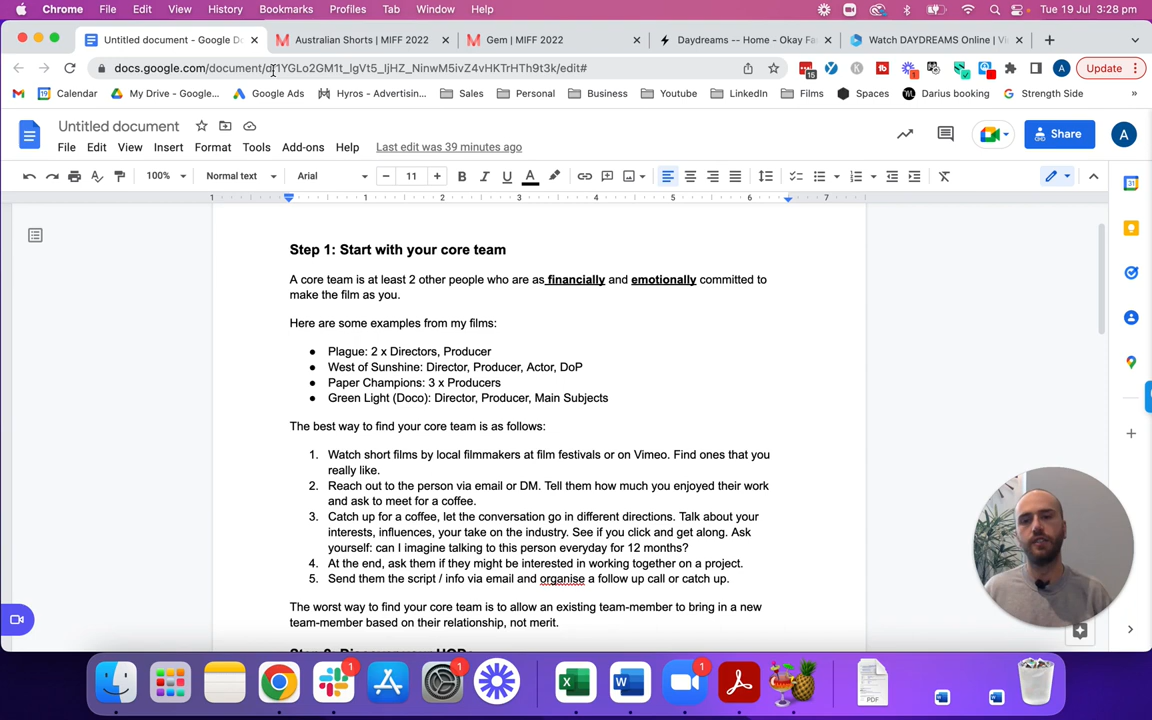 Chrome File Edit View History Bookmarks Profiles Tab Window Help Tue 19 Jul 3:28 pm
Untitled document - Google D Australian Shorts | MIFF 2022 Gem | MIFF 2022 Daydreams -- Home - Okay Fa Watch DAYDREAMS Online | Vi
Update
Calendar My Drive - Google... Google Ads Hyros - Advertisin... Sales Personal Business Youtube LinkedIn Films Spaces Darius booking Strength Side »
Untitled document
File Edit View Insert Format Tools Add-ons Help Last edit was 39 minutes ago
Share
A
100% Normal text Arial 11 B I U A
1 1 2 3 4 5 6 7
Step 1: Start with your core team
A core team is at least 2 other people who are as financially and emotionally committed to
make the film as you.
Here are some examples from my films:
● Plague: 2 x Directors, Producer
● West of Sunshine: Director, Producer, Actor, DoP
● Paper Champions: 3 x Producers
● Green Light (Doco): Director, Producer, Main Subjects
The best way to find your core team is as follows:
1. Watch short films by local filmmakers at film festivals or on Vimeo. Find ones that you
really like.
2. Reach out to the person via email or DM. Tell them how much you enjoyed their work
and ask to meet for a coffee.
3. Catch up for a coffee, let the conversation go in different directions. Talk about your
interests, influences, your take on the industry. See if you click and get along. Ask
yourself: can I imagine talking to this person everyday for 12 months?
4. At the end, ask them if they might be interested in working together on a project.
5. Send them the script / info via email and organise a follow up call or catch up.
The worst way to find your core team is to allow an existing team-member to bring in a new
team-member based on their relationship, not merit.